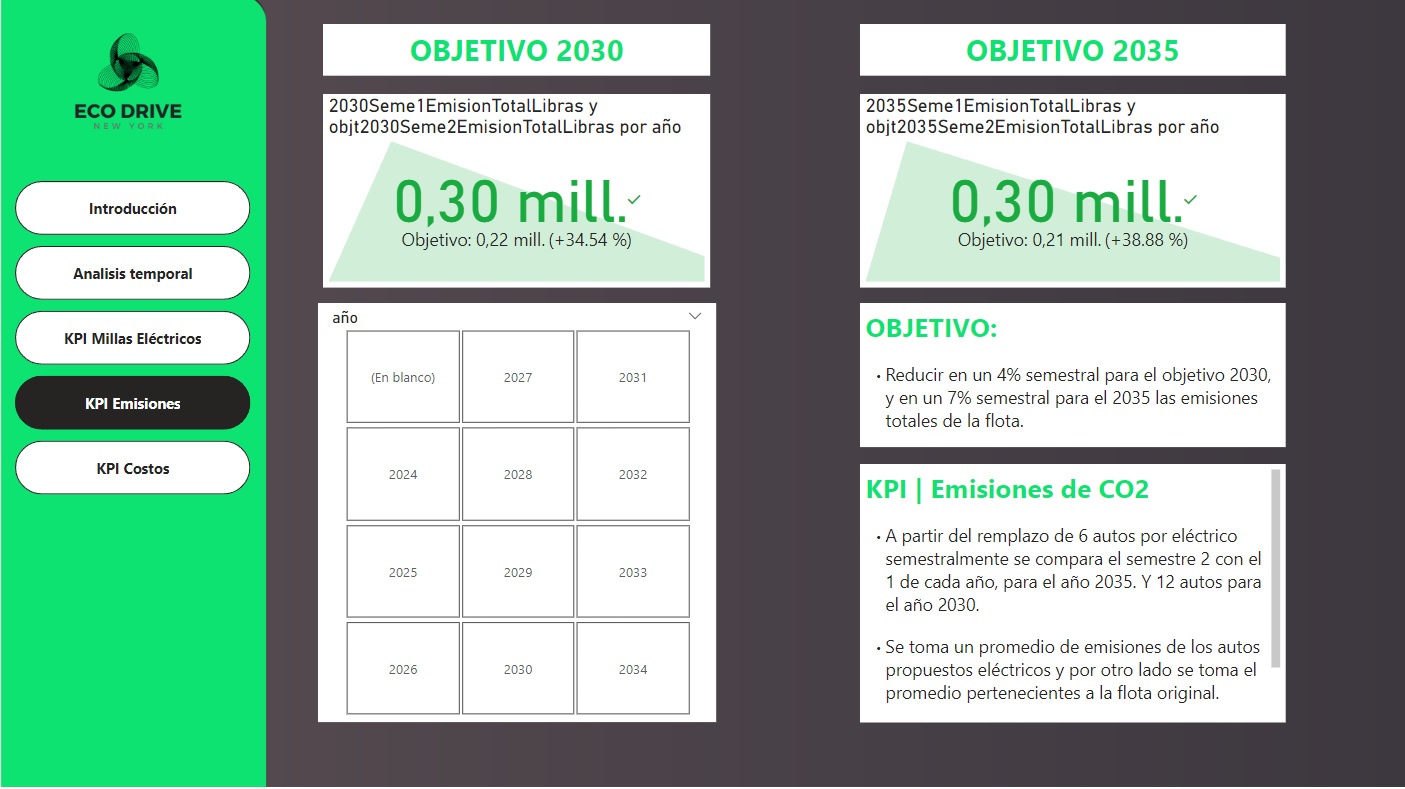 ECO DRIVE
NEW YORK
Introducción
Analisis temporal
KPI Millas Eléctricos
KPI Emisiones
KPI Costos
OBJETIVO 2030
2030Seme1EmisionTotalLibras y
objt2030Seme2EmisionTotalLibras por año
0,30 mill.
Objetivo: 0,22 mill. (+34.54 %)
año
(En blanco)
2027
2031
2024
2028
2032
2025
2029
2033
2026
2030
2034
OBJETIVO 2035
2035Seme1EmisionTotalLibras y
objt2035Seme2EmisionTotalLibras por año
0,30 mill.
Objetivo: 0,21 mill. (+38.88 %)
OBJETIVO:
• Reducir en un 4% semestral para el objetivo 2030,
y en un 7% semestral para el 2035 las emisiones
totales de la flota.
KPI | Emisiones de CO2
• A partir del remplazo de 6 autos por eléctrico
semestralmente se compara el semestre 2 con el
1 de cada año, para el año 2035. Y 12 autos para
el año 2030.
• Se toma un promedio de emisiones de los autos
propuestos eléctricos y por otro lado se toma el
promedio pertenecientes a la flota original.